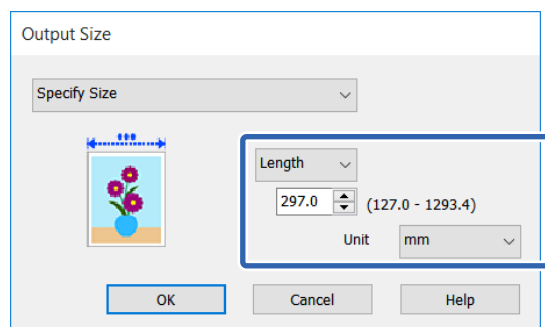 Output Size
Specify Size
Length
297.0 (127.0 - 1293.4)
Unit mm
OK Cancel Help